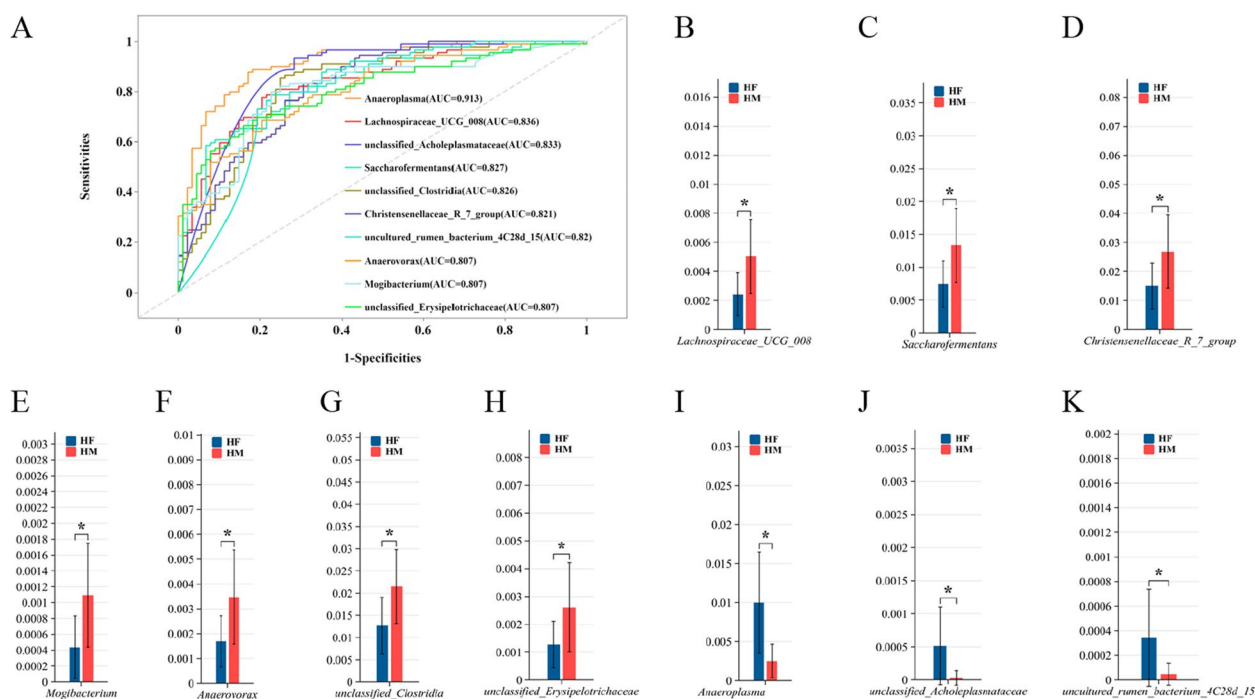 A
1
0.8
0.6
0.4
0.2
0
Sensitivities
0
0.2
0.4
0.6
0.8
1
1-Specificities
Anaeroplasma(AUC=0.913)
Lachnospiraceae_UCG_008(AUC=0.836)
unclassified_Acholeplasmataceae(AUC=0.833)
Saccharofermentans(AUC=0.827)
unclassified_Clostridia(AUC=0.826)
Christensenellaceae_R_7_group(AUC=0.821)
uncultured_rumen_bacterium_4C28d_15(AUC=0.82)
Anaerovorax(AUC=0.807)
Mogibacterium(AUC=0.807)
unclassified_Erysipelotrichaceae(AUC=0.807)
B
HF
HM
0.016
0.014
0.012
0.01
0.008
0.006
0.004
0.002
0
*
Lachnospiraceae_UCG_008
C
HF
HM
0.035
0.03
0.025
0.02
0.015
0.01
0.005
0
*
Saccharofermentans
D
HF
HM
0.08
0.07
0.06
0.05
0.04
0.03
0.02
0.01
0
*
Christensenellaceae_R_7_group
E
HF
HM
0.003
0.0028
0.0026
0.0024
0.0022
0.002
0.0018
0.0016
0.0014
0.0012
0.001
0.0008
0.0006
0.0004
0.0002
0
*
Mogibacterium
F
HF
HM
0.01
0.009
0.008
0.007
0.006
0.005
0.004
0.003
0.002
0.001
0
*
Anaerovorax
G
HF
HM
0.055
0.05
0.045
0.04
0.035
0.03
0.025
0.02
0.015
0.01
0.005
0
*
unclassified_Clostridia
H
HF
HM
0.008
0.007
0.006
0.005
0.004
0.003
0.002
0.001
0
*
unclassified_Erysipelotrichaceae
I
HF
HM
0.03
0.025
0.02
0.015
0.01
0.005
0
*
Anaeroplasma
J
HF
HM
0.0035
0.003
0.0025
0.002
0.0015
0.001
0.0005
0
*
unclassified_Acholeplasmataceae
K
HF
HM
0.002
0.0018
0.0016
0.0014
0.0012
0.001
0.0008
0.0006
0.0004
0.0002
0
*
uncultured_rumen_bacterium_4C28d_15